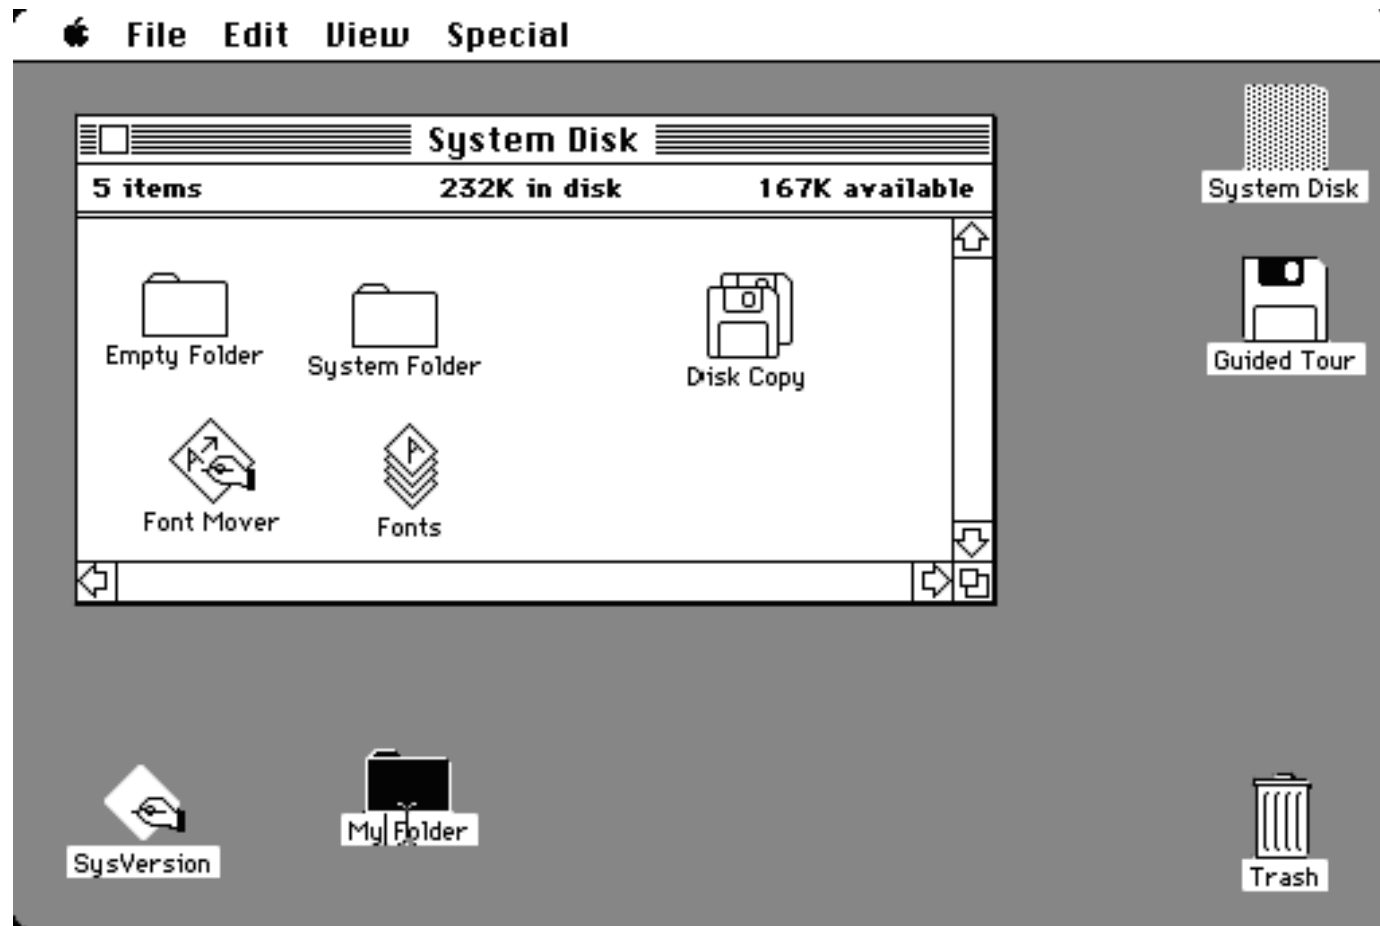 File Edit View Special
System Disk
5 items 232K in disk 167K available
Empty Folder
System Folder
Disk Copy
Font Mover
Fonts
System Disk
Guided Tour
SysVersion
My Folder
Trash